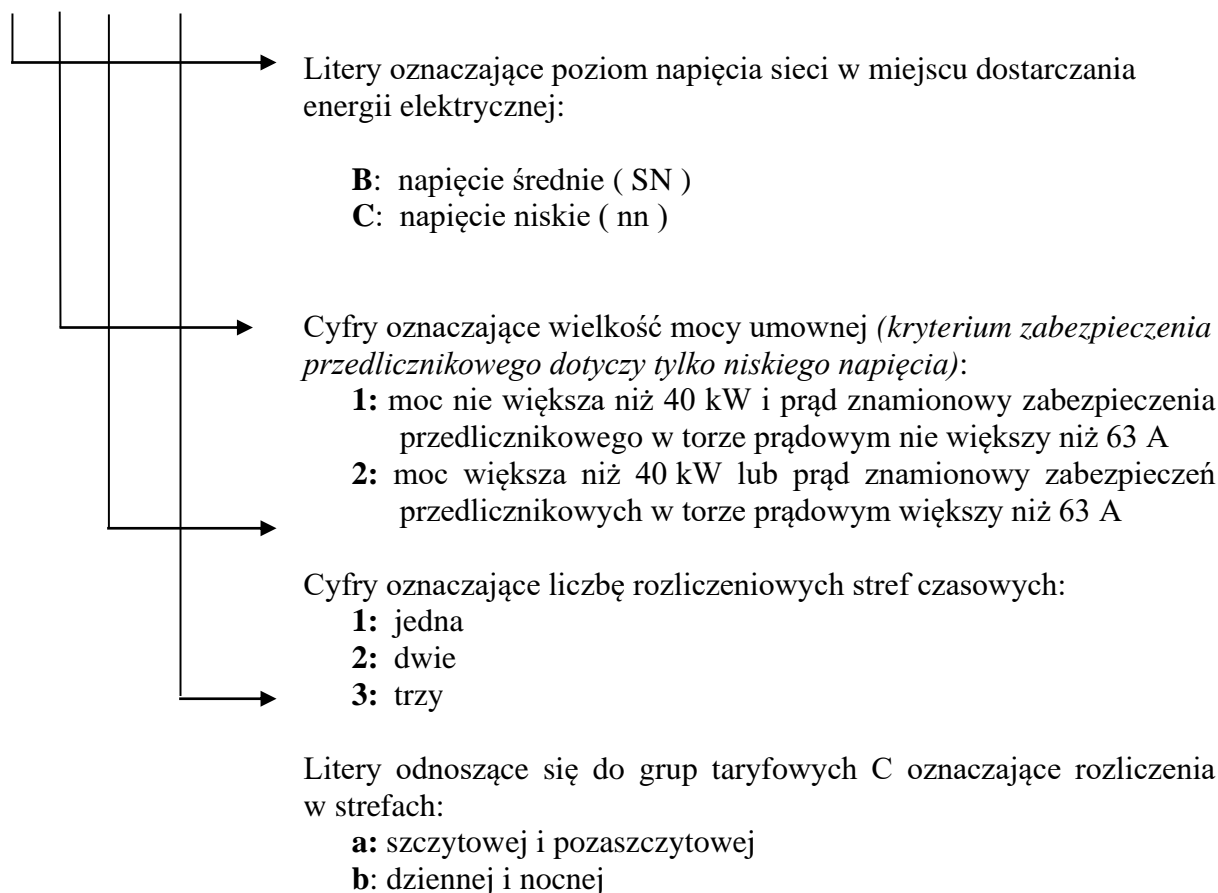 Litery oznaczające poziom napięcia sieci w miejscu dostarczania
energii elektrycznej:
B: napięcie średnie ( SN )
C: napięcie niskie ( nn )
Cyfry oznaczające wielkość mocy umownej (kryterium zabezpieczenia
przedlicznikowego dotyczy tylko niskiego napięcia):
1: moc nie większa niż 40 kW i prąd znamionowy zabezpieczenia
przedlicznikowego w torze prądowym nie większy niż 63 A
2: moc większa niż 40 kW lub prąd znamionowy zabezpieczeń
przedlicznikowych w torze prądowym większy niż 63 A
Cyfry oznaczające liczbę rozliczeniowych stref czasowych:
1: jedna
2: dwie
3: trzy
Litery odnoszące się do grup taryfowych C oznaczające rozliczenia
w strefach:
a: szczytowej i pozaszczytowej
b: dziennej i nocnej